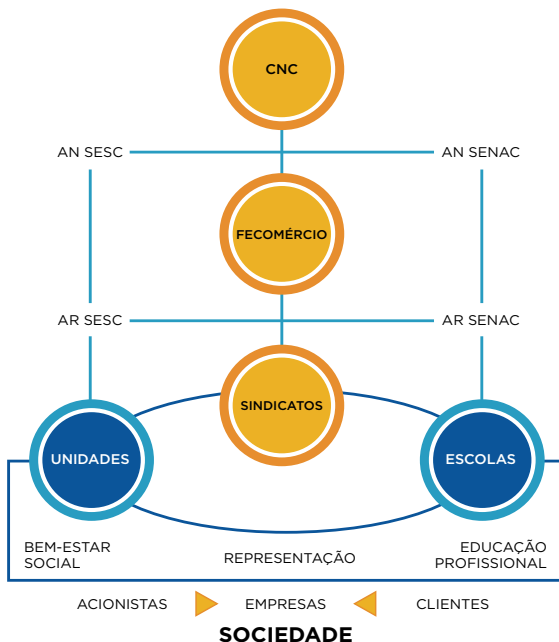 CNC
AN SESC
AN SENAC
FECOMÉRCIO
AR SESC
AR SENAC
SINDICATOS
UNIDADES
ESCOLAS
BEM-ESTAR
SOCIAL
REPRESENTAÇÃO
EDUCAÇÃO
PROFISSIONAL
ACIONISTAS
EMPRESAS
CLIENTES
SOCIEDADE